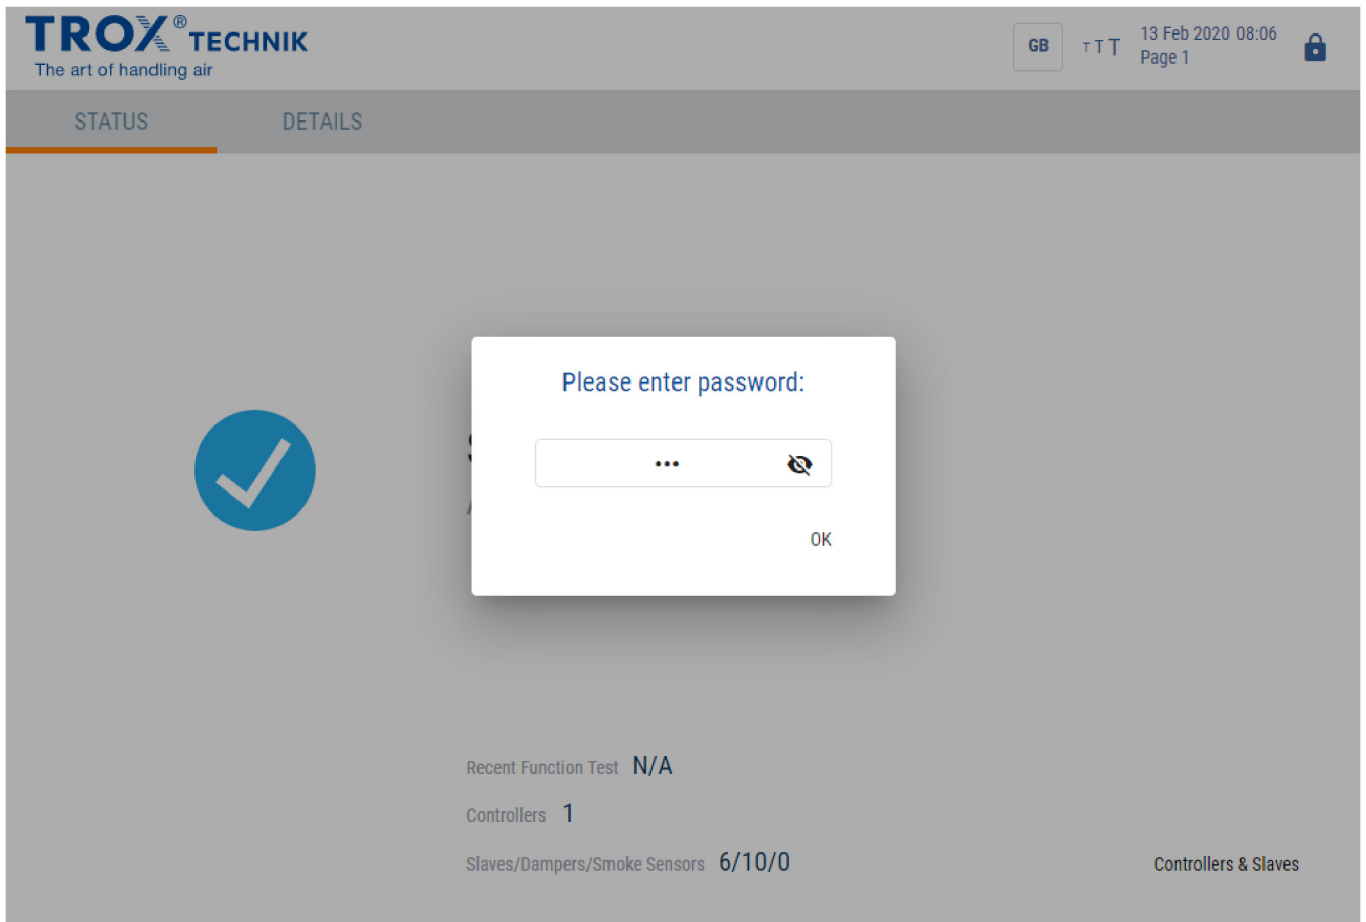 TROX® TECHNIK
The art of handling air
GB
T T T
13 Feb 2020 08:06
Page 1
STATUS
DETAILS
Please enter password:
•••
OK
Recent Function Test N/A
Controllers 1
Slaves/Dampers/Smoke Sensors 6/10/0
Controllers & Slaves